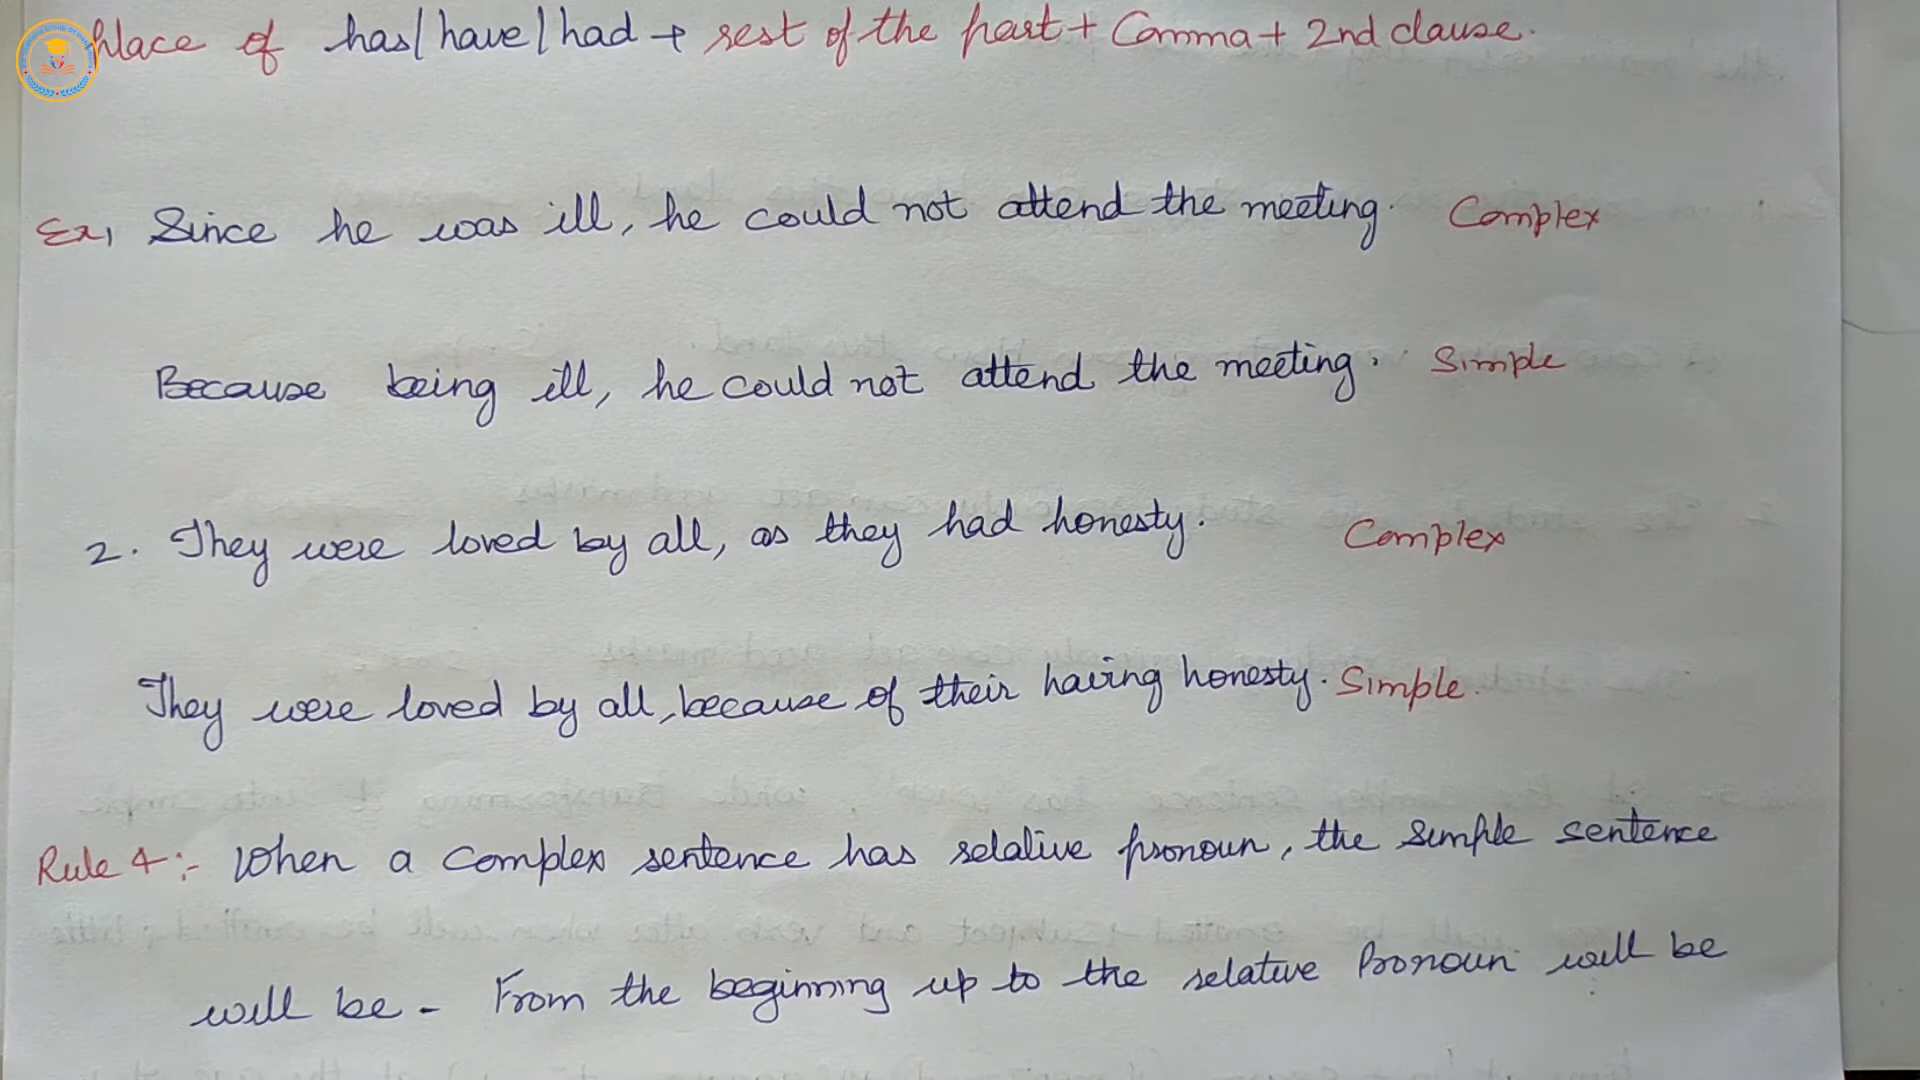 place of has/have/had + rest of the part + Comma + 2nd clause.
Ex, Since he was ill, he could not attend the meeting. Complex
Because being ill, he could not attend the meeting. Simple
2. They were loved by all, as they had honesty. Complex
They were loved by all, because of their having honesty. Simple.
Rule 4:- When a complex sentence has relative pronoun, the simple sentence
will be - From the beginning up to the relative Pronoun will be